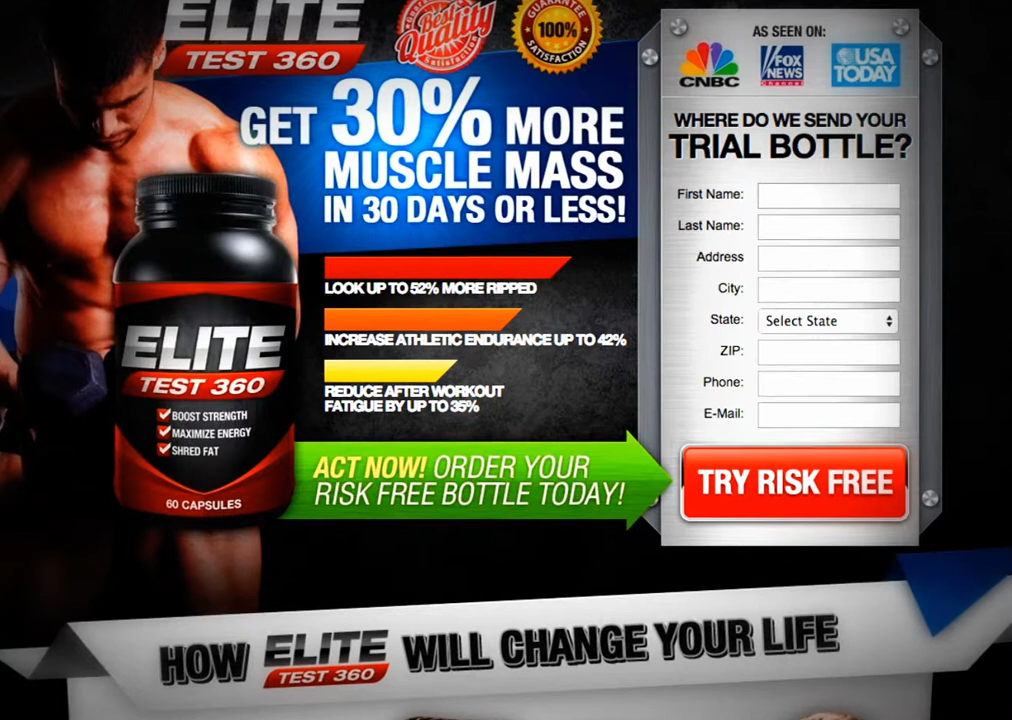 ELITE
TEST 360
Best
Quality
Satisfaction
GUARANTEE
100%
SATISFACTION
GET 30% MORE
MUSCLE MASS
IN 30 DAYS OR LESS!
LOOK UP TO 52% MORE RIPPED
INCREASE ATHLETIC ENDURANCE UP TO 42%
REDUCE AFTER WORKOUT
FATIGUE BY UP TO 35%
ELITE
TEST 360
BOOST STRENGTH
MAXIMIZE ENERGY
SHRED FAT
60 CAPSULES
ACT NOW! ORDER YOUR
RISK FREE BOTTLE TODAY!
AS SEEN ON:
CNBC
FOX
NEWS
Channel
USA
TODAY
WHERE DO WE SEND YOUR
TRIAL BOTTLE?
First Name:
Last Name:
Address
City:
State: Select State
ZIP:
Phone:
E-Mail:
TRY RISK FREE
HOW ELITE TEST 360 WILL CHANGE YOUR LIFE